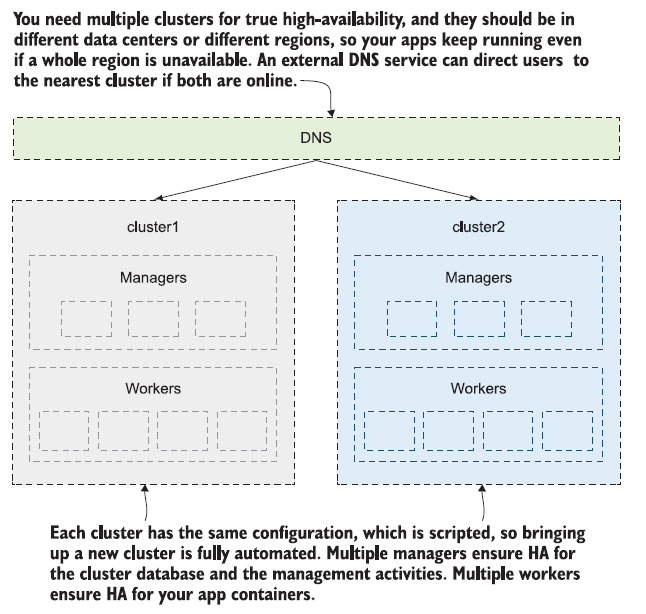 You need multiple clusters for true high-availability, and they should be in
different data centers or different regions, so your apps keep running even
if a whole region is unavailable. An external DNS service can direct users to
the nearest cluster if both are online.
DNS
cluster1
cluster2
Managers
Managers
Workers
Workers
Each cluster has the same configuration, which is scripted, so bringing
up a new cluster is fully automated. Multiple managers ensure HA for
the cluster database and the management activities. Multiple workers
ensure HA for your app containers.